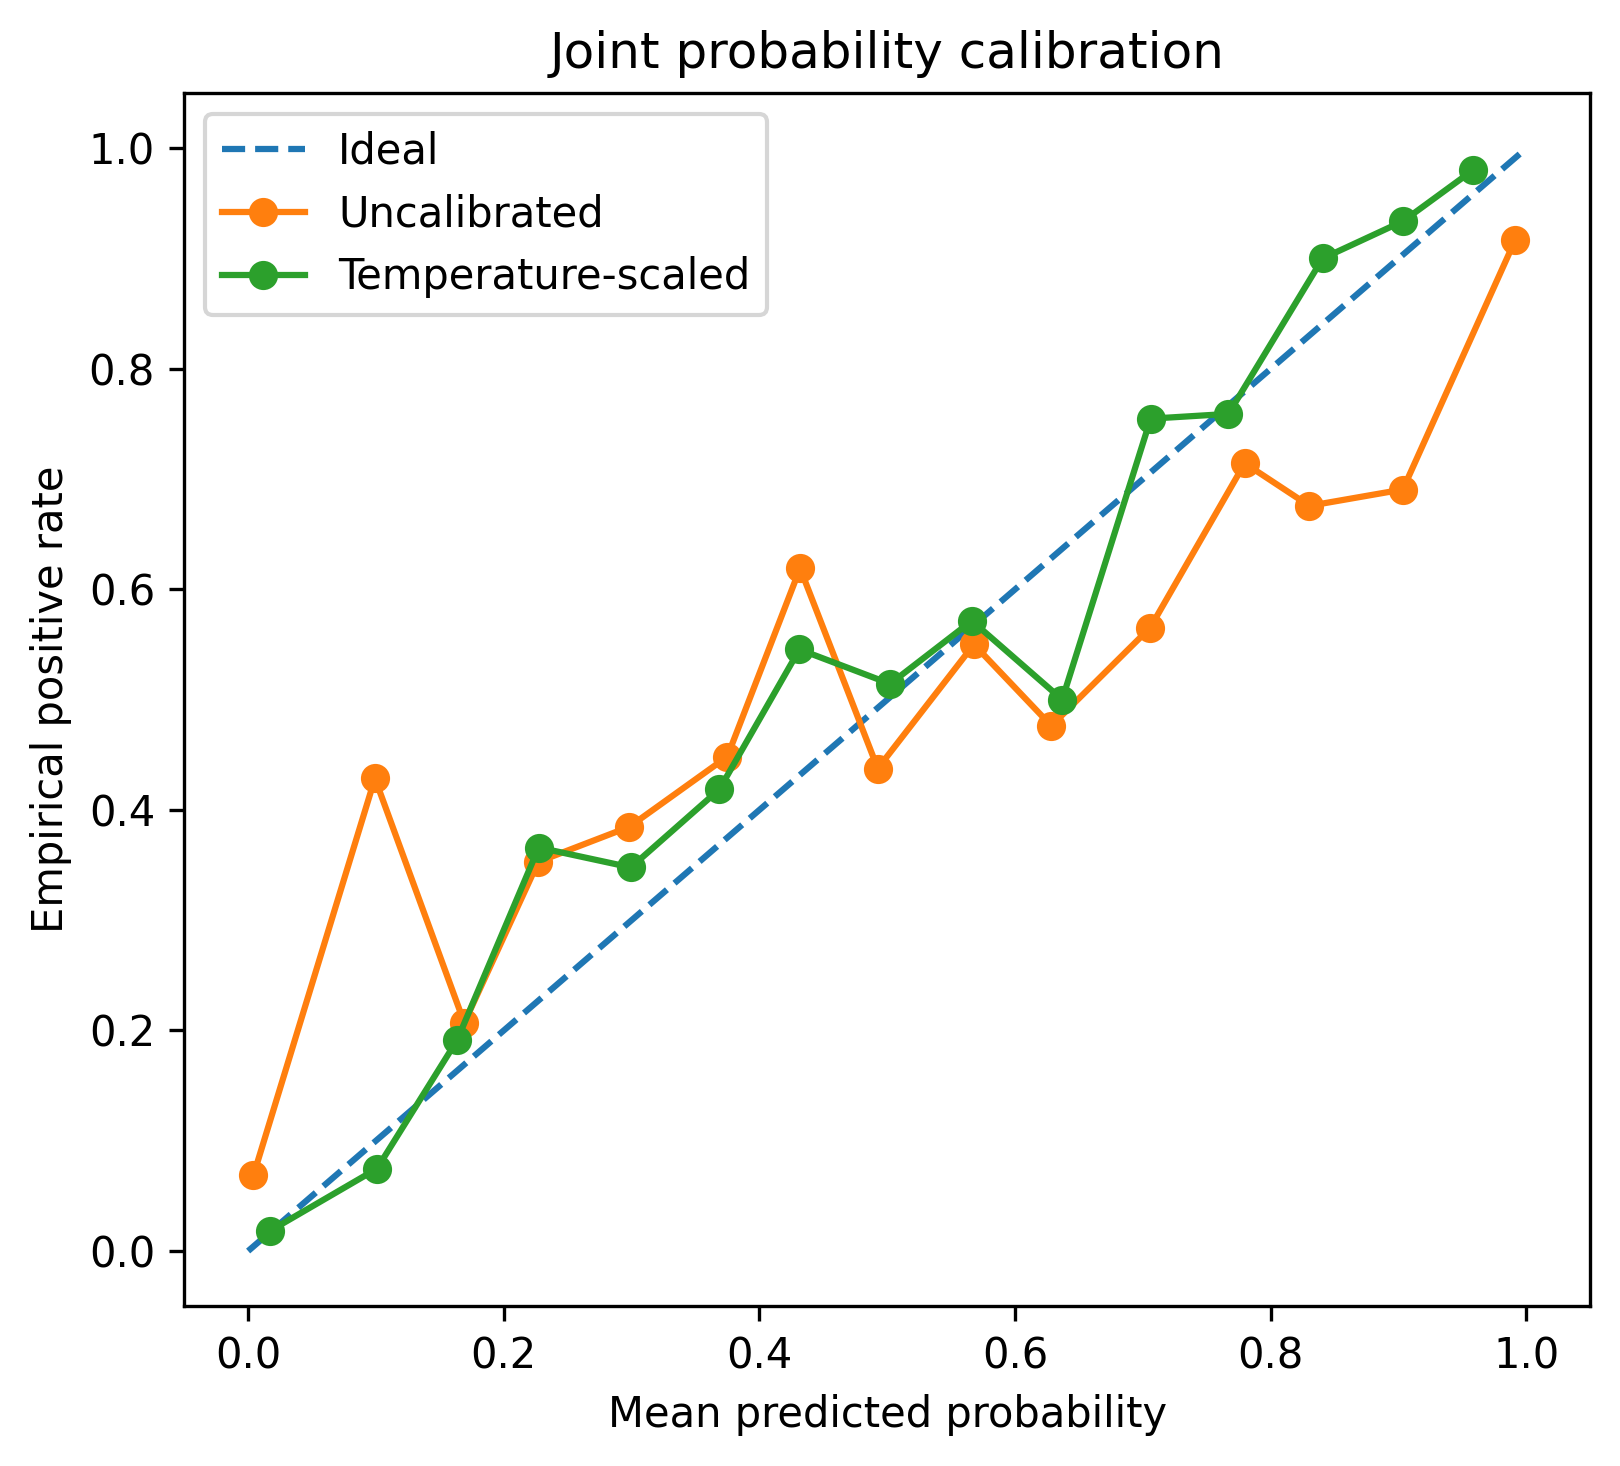 Joint probability calibration
Ideal
Uncalibrated
Temperature-scaled
1.0
0.8
0.6
0.4
0.2
0.0
Empirical positive rate
0.0 0.2 0.4 0.6 0.8 1.0
Mean predicted probability